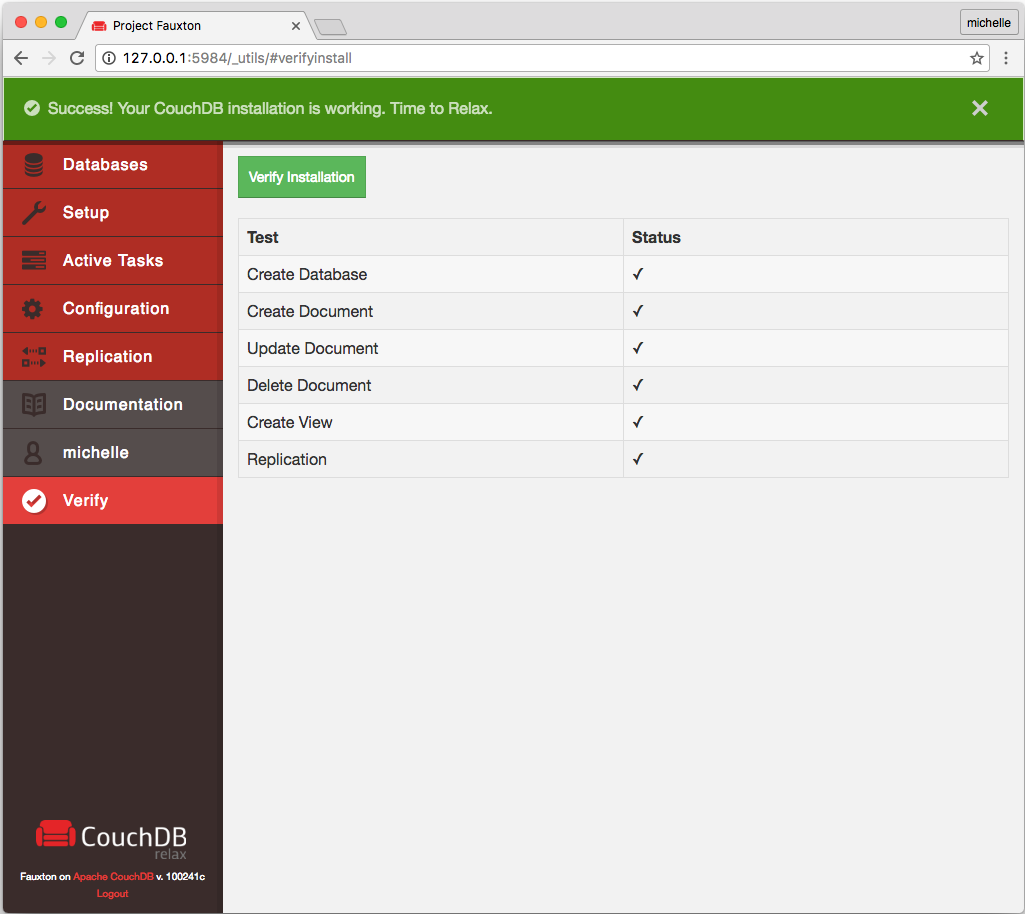 Project Fauxton
michelle
127.0.0.1:5984/_utils/#verifyinstall
Success! Your CouchDB installation is working. Time to Relax.
Databases
Setup
Active Tasks
Configuration
Replication
Documentation
michelle
Verify
Verify Installation
Test Status
Create Database ✓
Create Document ✓
Update Document ✓
Delete Document ✓
Create View ✓
Replication ✓
CouchDB
relax
Fauxton on Apache CouchDB v. 100241c
Logout